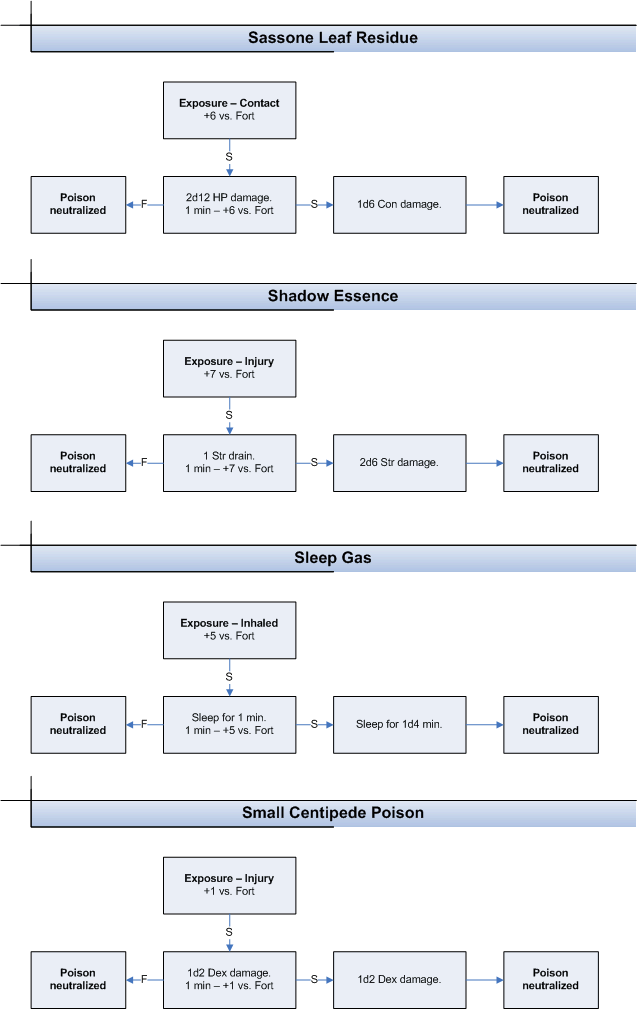 Sassone Leaf Residue
Exposure – Contact
+6 vs. Fort
S
Poison
neutralized
F
2d12 HP damage.
1 min – +6 vs. Fort
S
1d6 Con damage.
Poison
neutralized
Shadow Essence
Exposure – Injury
+7 vs. Fort
S
Poison
neutralized
F
1 Str drain.
1 min – +7 vs. Fort
S
2d6 Str damage.
Poison
neutralized
Sleep Gas
Exposure – Inhaled
+5 vs. Fort
S
Poison
neutralized
F
Sleep for 1 min.
1 min – +5 vs. Fort
S
Sleep for 1d4 min.
Poison
neutralized
Small Centipede Poison
Exposure – Injury
+1 vs. Fort
S
Poison
neutralized
F
1d2 Dex damage.
1 min – +1 vs. Fort
S
1d2 Dex damage.
Poison
neutralized